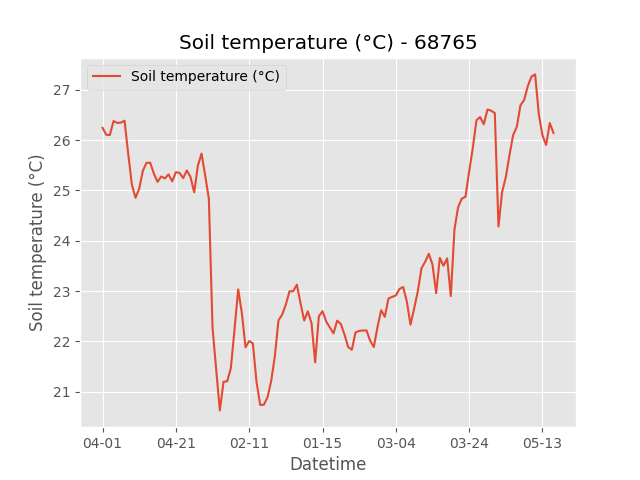 Soil temperature (°C) - 68765
Soil temperature (°C)
27
26
25
24
23
22
21
Soil temperature (°C)
04-01 04-21 02-11 01-15 03-04 03-24 05-13
Datetime